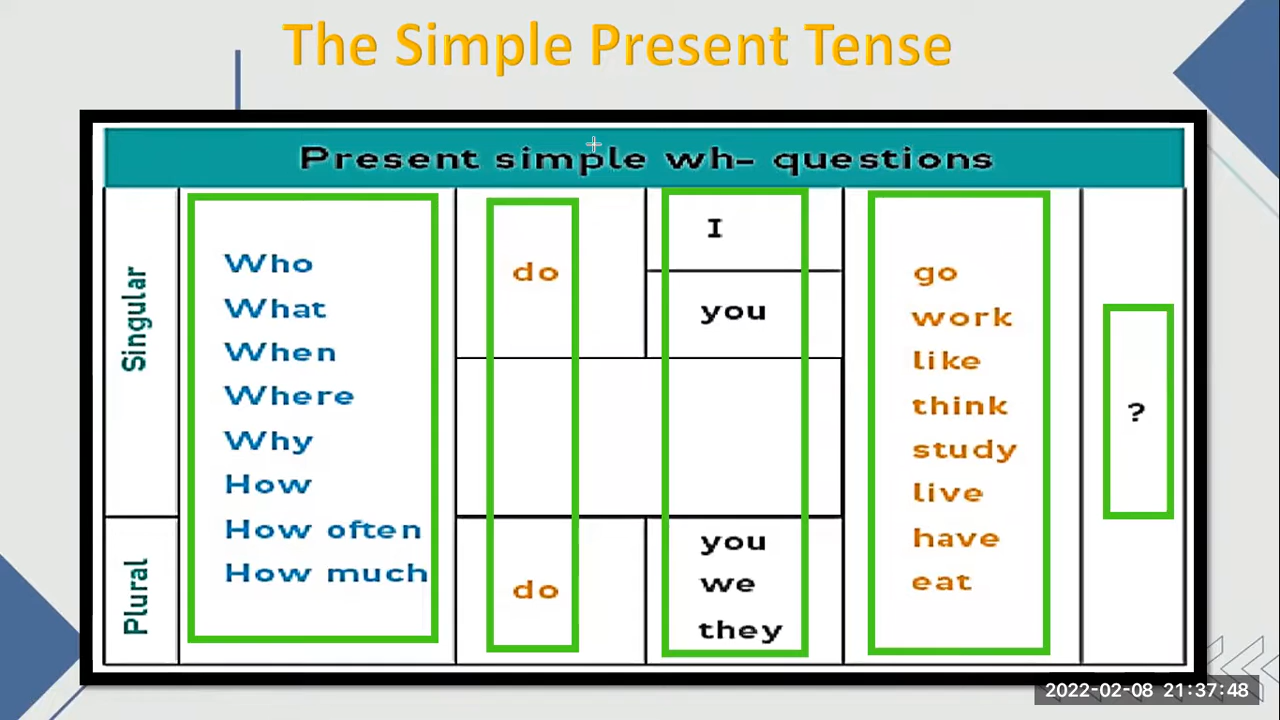 The Simple Present Tense
Present simple wh- questions
Singular
Who
What
When
Where
Why
How
How often
How much
do
I
you
go
work
like
think
study
live
have
eat
?
Plural
do
you
we
they
2022-02-08 21:37:48